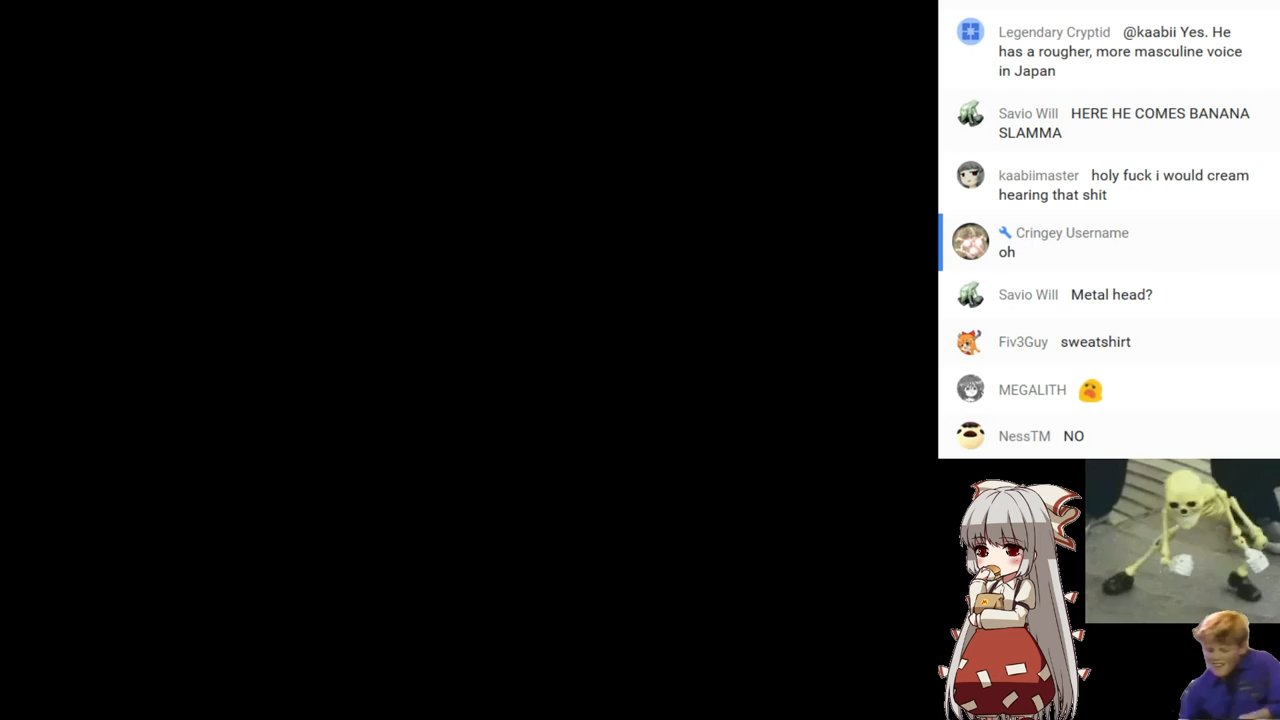 Legendary Cryptid @kaabii Yes. He
has a rougher, more masculine voice
in Japan
Savio Will HERE HE COMES BANANA
SLAMMA
kaabiimaster holy fuck i would cream
hearing that shit
Cringey Username
oh
Savio Will Metal head?
Fiv3Guy sweatshirt
MEGALITH
NessTM NO